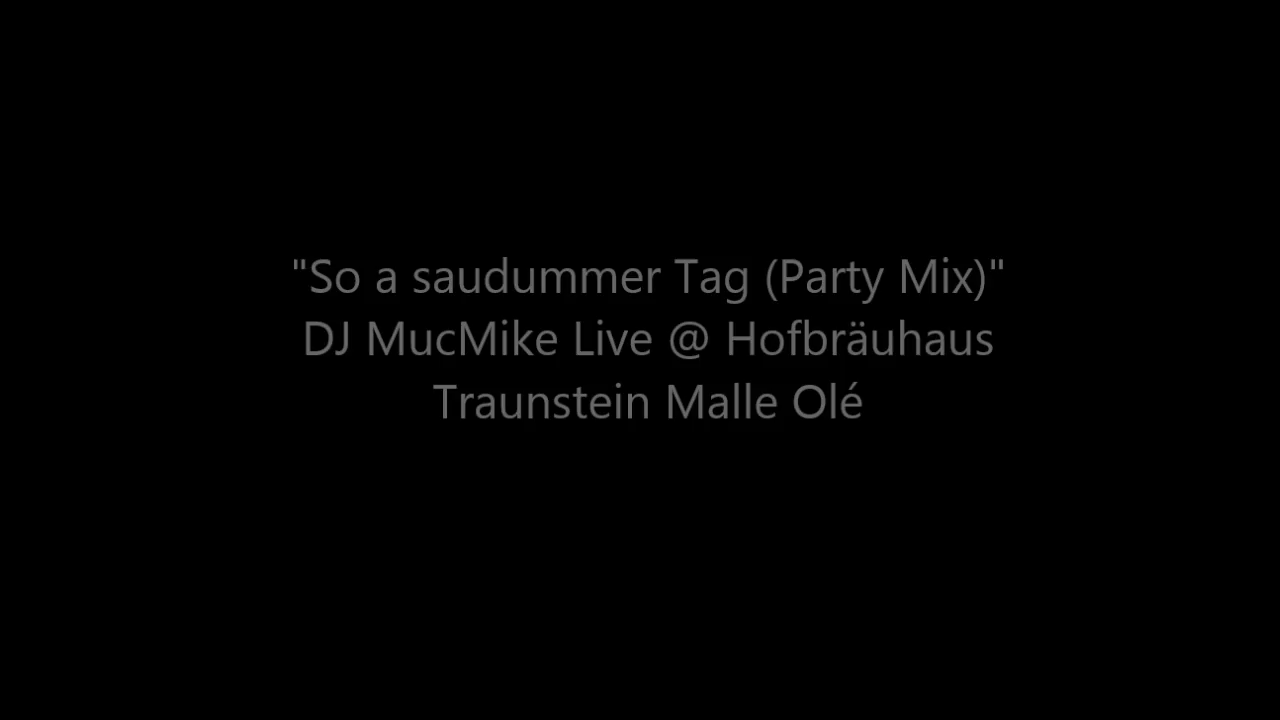 "So a saudummer Tag (Party Mix)"
DJ MucMike Live @ Hofbräuhaus
Traunstein Malle Olé